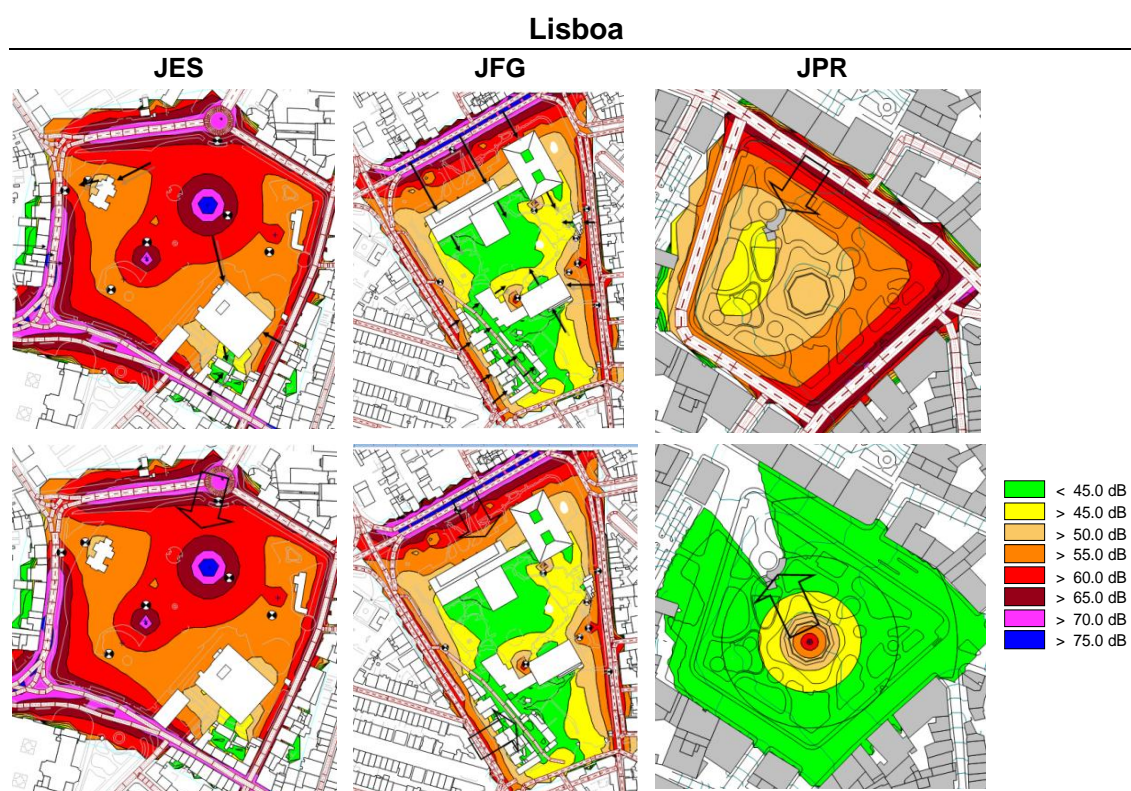 Lisboa
JES JFG JPR
< 45.0 dB
> 45.0 dB
> 50.0 dB
> 55.0 dB
> 60.0 dB
> 65.0 dB
> 70.0 dB
> 75.0 dB